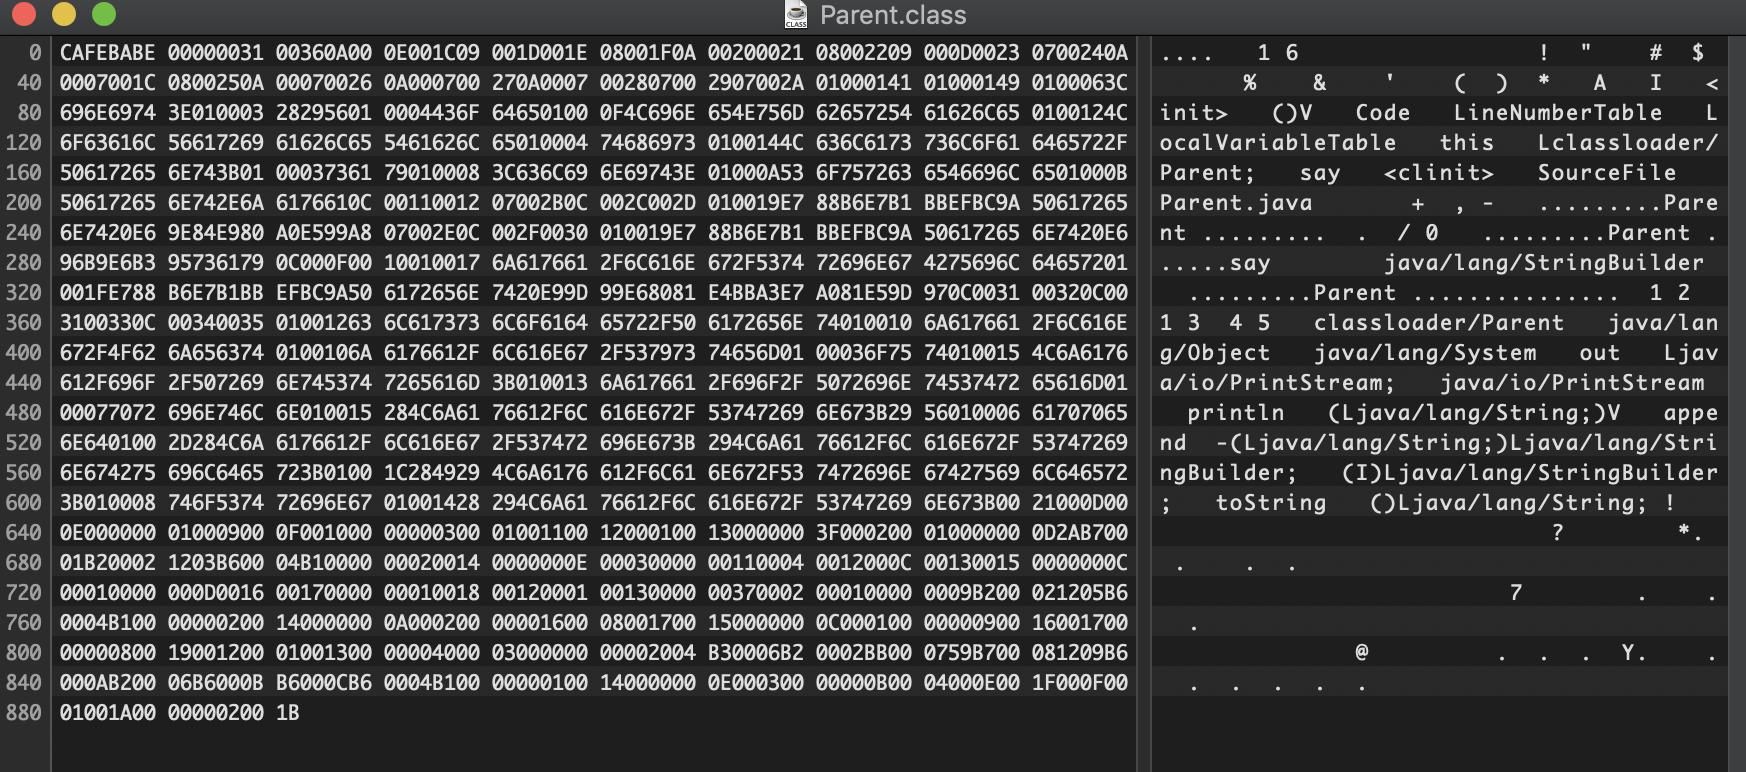 CLASS Parent.class
0 CAFEBABE 00000031 00360A00 0E001C09 001D001E 08001F0A 00200021 08002209 000D0023 0700240A .... 1 6 ! " # $
40 0007001C 0800250A 00070026 0A000700 270A0007 00280700 2907002A 01000141 01000149 0100063C % & ' ( ) * A I <
80 696E6974 3E010003 28295601 0004436F 64650100 0F4C696E 654E756D 62657254 61626C65 0100124C init> ()V Code LineNumberTable L
120 6F63616C 56617269 61626C65 5461626C 65010004 74686973 0100144C 636C6173 736C6F61 6465722F ocalVariableTable this Lclassloader/
160 50617265 6E743B01 00037361 79010008 3C636C69 6E69743E 01000A53 6F757263 6546696C 6501000B Parent; say <clinit> SourceFile
200 50617265 6E742E6A 6176610C 00110012 07002B0C 002C002D 010019E7 88B6E7B1 BBEFBC9A 50617265 Parent.java + , - .........Pare
240 6E7420E6 9E84E980 A0E599A8 07002E0C 002F0030 010019E7 88B6E7B1 BBEFBC9A 50617265 6E7420E6 nt ......... . / 0 .........Parent .
280 96B9E6B3 95736179 0C000F00 10010017 6A617661 2F6C616E 672F5374 72696E67 4275696C 64657201 .....say java/lang/StringBuilder
320 001FE788 B6E7B1BB EFBC9A50 6172656E 7420E99D 99E68081 E4BBA3E7 A081E59D 970C0031 00320C00 .........Parent ............... 1 2
360 3100330C 00340035 01001263 6C617373 6C6F6164 65722F50 6172656E 74010010 6A617661 2F6C616E 1 3 4 5 classloader/Parent java/lan
400 672F4F62 6A656374 0100106A 6176612F 6C616E67 2F537973 74656D01 00036F75 74010015 4C6A6176 g/Object java/lang/System out Ljav
440 612F696F 2F507269 6E745374 7265616D 3B010013 6A617661 2F696F2F 5072696E 74537472 65616D01 a/io/PrintStream; java/io/PrintStream
480 00077072 696E746C 6E010015 284C6A61 76612F6C 616E672F 53747269 6E673B29 56010006 61707065 println (Ljava/lang/String;)V appe
520 6E640100 2D284C6A 6176612F 6C616E67 2F537472 696E673B 294C6A61 76612F6C 616E672F 53747269 nd -(Ljava/lang/String;)Ljava/lang/Stri
560 6E674275 696C6465 723B0100 1C284929 4C6A6176 612F6C61 6E672F53 7472696E 67427569 6C646572 ngBuilder; (I)Ljava/lang/StringBuilder
600 3B010008 746F5374 72696E67 01001428 294C6A61 76612F6C 616E672F 53747269 6E673B00 21000D00 ; toString ()Ljava/lang/String; !
640 0E000000 01000900 0F001000 00000300 01001100 12000100 13000000 3F000200 01000000 0D2AB700 ? *.
680 01B20002 1203B600 04B10000 00020014 0000000E 00030000 00110004 0012000C 00130015 0000000C . . .
720 00010000 000D0016 00170000 00010018 00120001 00130000 00370002 00010000 0009B200 021205B6 7 . .
760 0004B100 00000200 14000000 0A000200 00001600 08001700 15000000 0C000100 00000900 16001700 .
800 00000800 19001200 01001300 00004000 03000000 00002004 B30006B2 0002BB00 0759B700 081209B6 @ . . . Y. .
840 000AB200 06B6000B B6000CB6 0004B100 00000100 14000000 0E000300 00000B00 04000E00 1F000F00 . . . . .
880 01001A00 00000200 1B